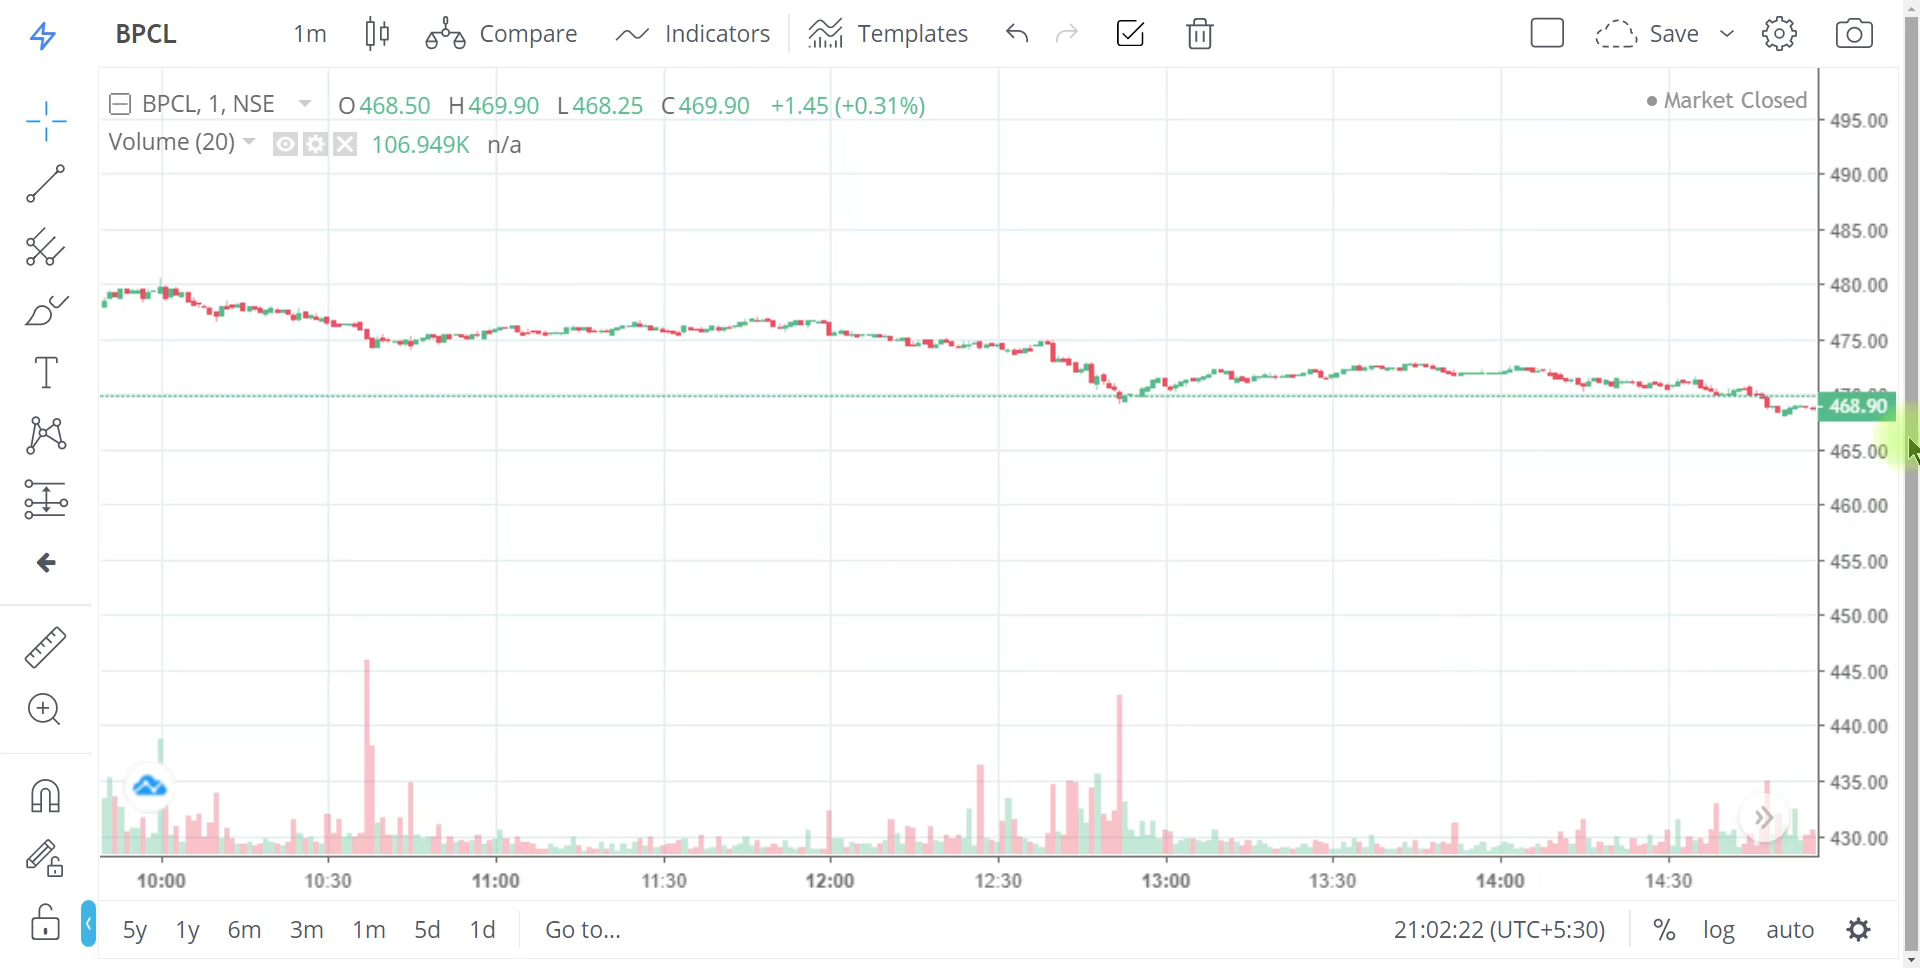 BPCL 1m Compare Indicators Templates Save
BPCL, 1, NSE O468.50 H469.90 L468.25 C469.90 +1.45 (+0.31%)
Market Closed
Volume (20) 106.949K n/a
495.00
490.00
485.00
480.00
475.00
468.90
465.00
460.00
455.00
450.00
445.00
440.00
435.00
430.00
10:00 10:30 11:00 11:30 12:00 12:30 13:00 13:30 14:00 14:30
5y 1y 6m 3m 1m 5d 1d Go to... 21:02:22 (UTC+5:30) % log auto